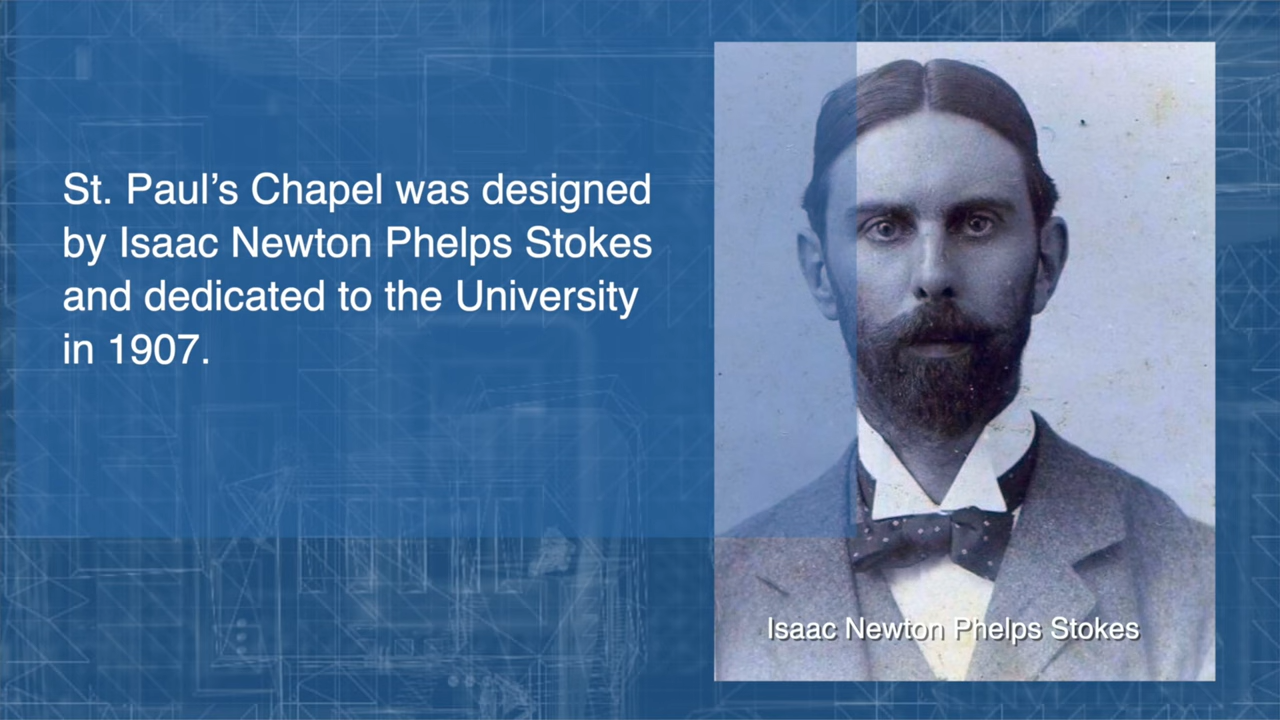 St. Paul’s Chapel was designed
by Isaac Newton Phelps Stokes
and dedicated to the University
in 1907.
Isaac Newton Phelps Stokes